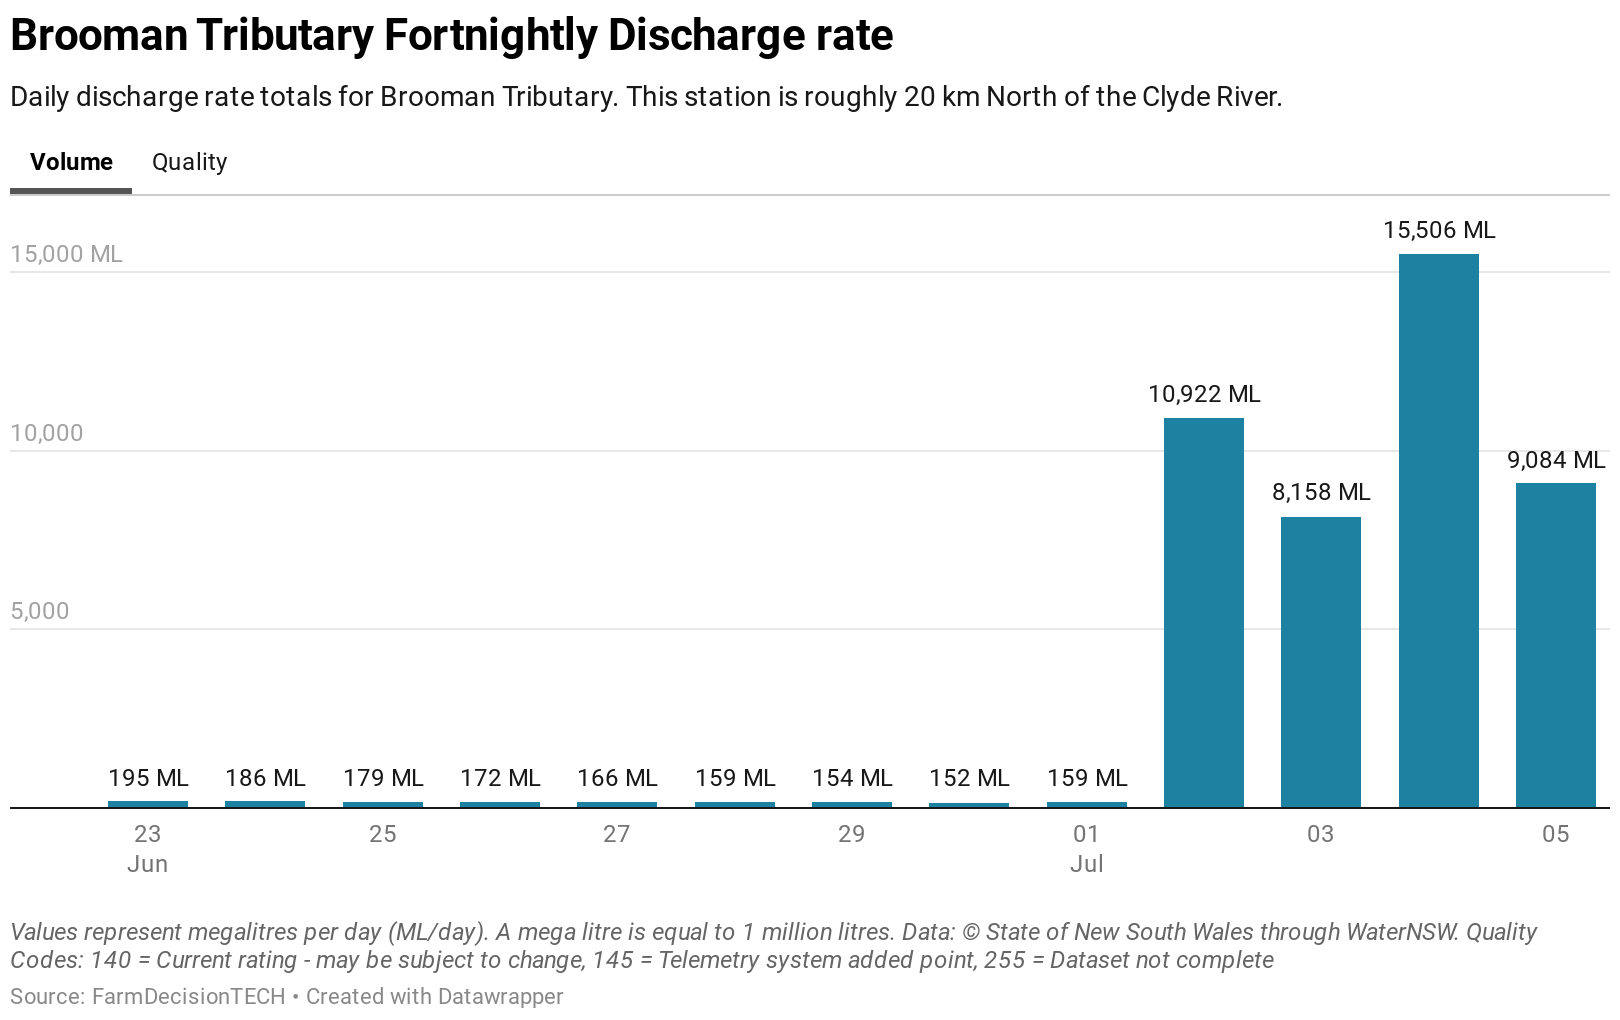 Brooman Tributary Fortnightly Discharge rate
Daily discharge rate totals for Brooman Tributary. This station is roughly 20 km North of the Clyde River.
Volume Quality
15,506 ML
15,000 ML
10,922 ML
10,000
9,084 ML
8,158 ML
5,000
195 ML 186 ML 179 ML 172 ML 166 ML 159 ML 154 ML 152 ML 159 ML
23 25 27 29 01 03 05
Jun Jul
Values represent megalitres per day (ML/day). A mega litre is equal to 1 million litres. Data: © State of New South Wales through WaterNSW. Quality
Codes: 140 = Current rating - may be subject to change, 145 = Telemetry system added point, 255 = Dataset not complete
Source: FarmDecisionTECH • Created with Datawrapper